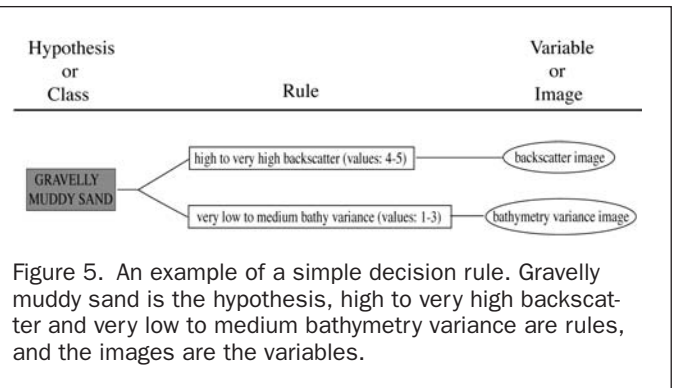 Hypothesis
or
Class
Rule
Variable
or
Image
GRAVELLY
MUDDY SAND
high to very high backscatter (values: 4-5)
backscatter image
very low to medium bathy variance (values: 1-3)
bathymetry variance image
Figure 5. An example of a simple decision rule. Gravelly
muddy sand is the hypothesis, high to very high backscat-
ter and very low to medium bathymetry variance are rules,
and the images are the variables.